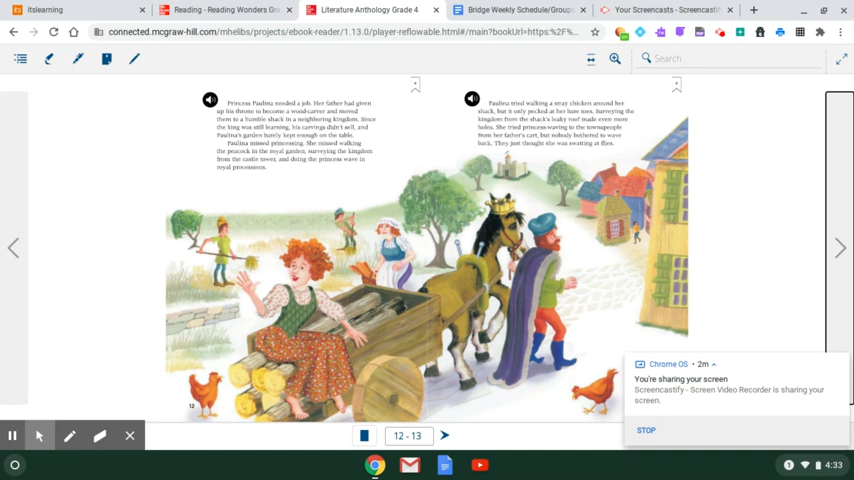 itslearning
Reading - Reading Wonders Gra
Literature Anthology Grade 4
Bridge Weekly Schedule/Groups
Your Screencasts - Screencastify
connected.mcgraw-hill.com/mhelibs/projects/ebook-reader/1.13.0/player-reflowable.html#/main?bookUrl=https:%2F%...
Search
Princess Paulina needed a job. Her father had given
up his throne to become a wood-carver and moved
them to a humble shack in a neighboring kingdom. Since
the king was still learning, his carvings didn't sell, and
Paulina's garden barely kept enough on the table.
Paulina missed princessing. She missed walking
the peacock in the royal garden, surveying the kingdom
from the castle tower, and doing the princess wave in
royal processions.
Paulina tried walking a stray chicken around her
shack, but it only pecked at her bare toes. Surveying the
kingdom from the shack's leaky roof made even more
holes. She tried princess-waving to the townspeople
from her father's cart, but nobody bothered to wave
back. They just thought she was swatting at flies.
12
Chrome OS • 2m
You're sharing your screen
Screencastify - Screen Video Recorder is sharing your
screen.
STOP
12 - 13
1
4:33